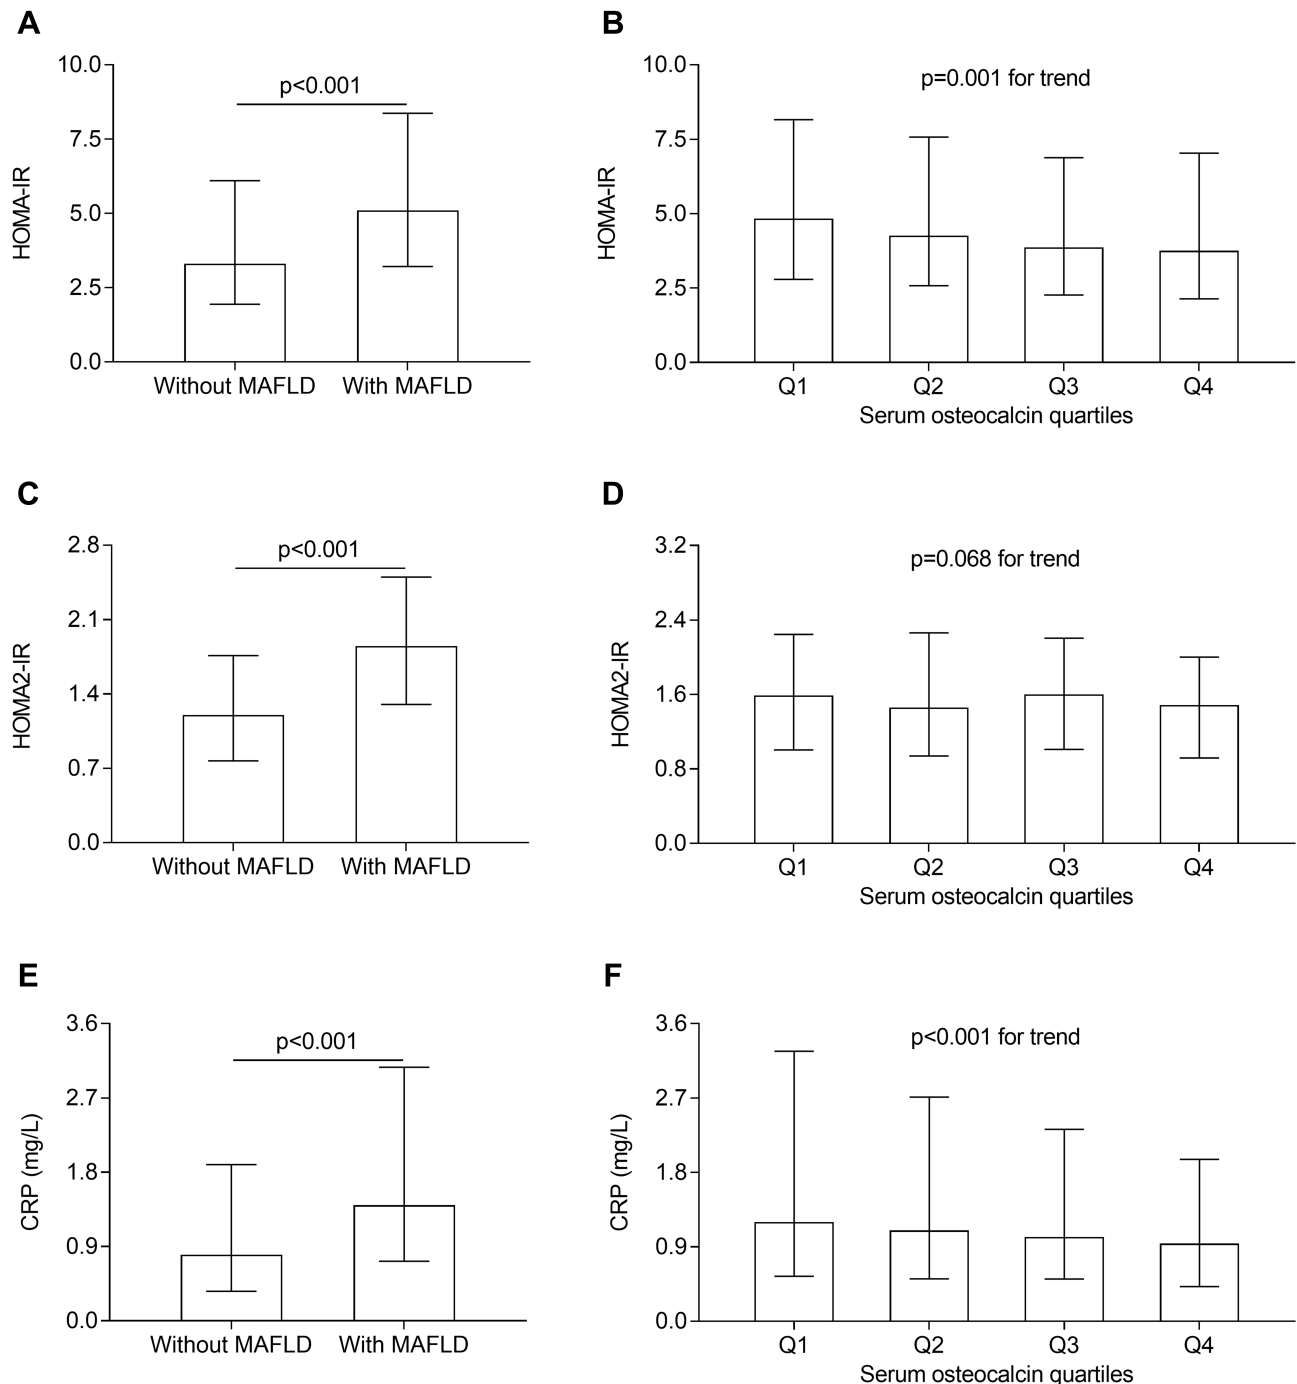 A
HOMA-IR
10.0
7.5
5.0
2.5
0.0
p<0.001
Without MAFLD
With MAFLD
B
HOMA-IR
10.0
7.5
5.0
2.5
0.0
p=0.001 for trend
Q1
Q2
Q3
Q4
Serum osteocalcin quartiles
C
HOMA2-IR
2.8
2.1
1.4
0.7
0.0
p<0.001
Without MAFLD
With MAFLD
D
HOMA2-IR
3.2
2.4
1.6
0.8
0.0
p=0.068 for trend
Q1
Q2
Q3
Q4
Serum osteocalcin quartiles
E
CRP (mg/L)
3.6
2.7
1.8
0.9
0.0
p<0.001
Without MAFLD
With MAFLD
F
CRP (mg/L)
3.6
2.7
1.8
0.9
0.0
p<0.001 for trend
Q1
Q2
Q3
Q4
Serum osteocalcin quartiles